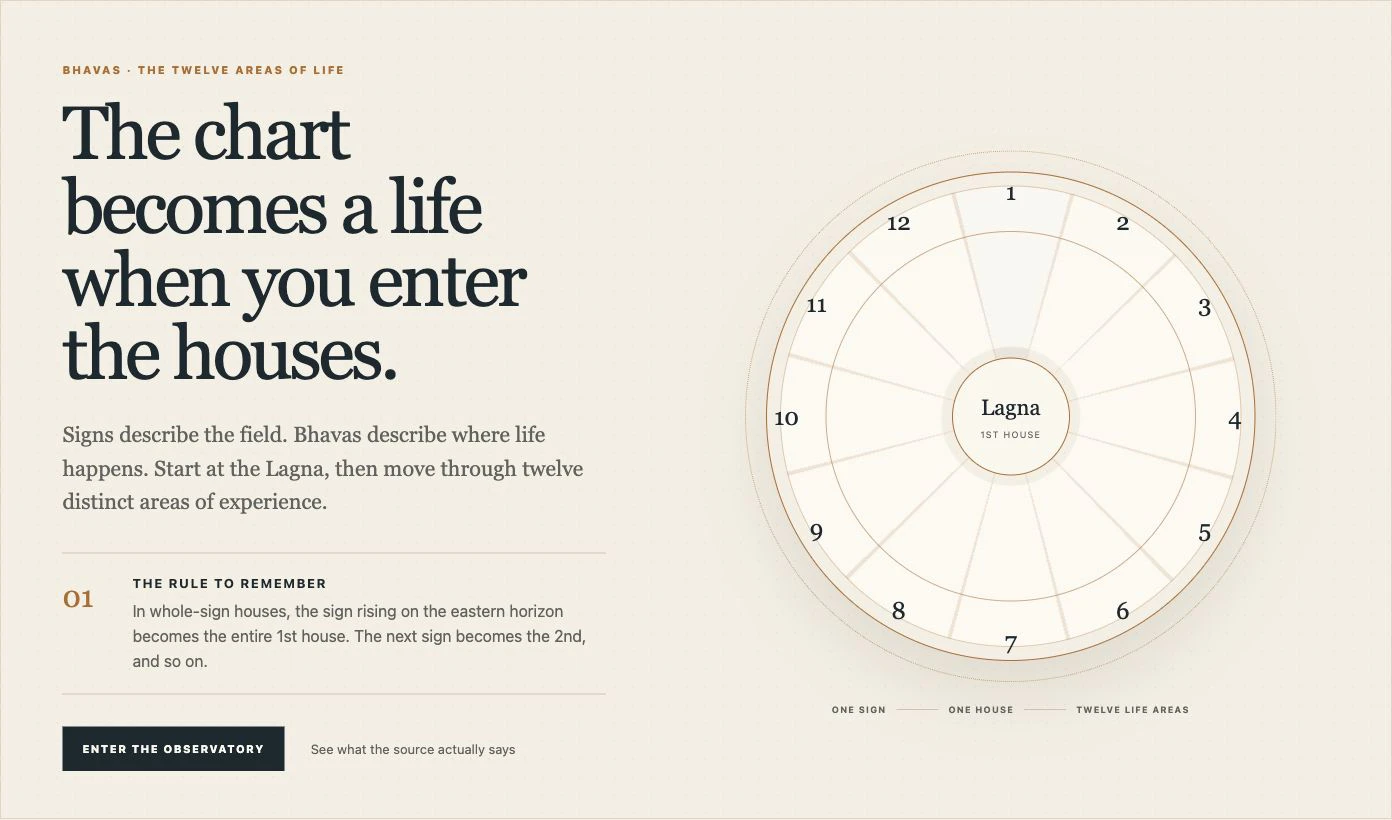 BHAVAS · THE TWELVE AREAS OF LIFE
The chart
becomes a life
when you enter
the houses.
Signs describe the field. Bhavas describe where life
happens. Start at the Lagna, then move through twelve
distinct areas of experience.
01
THE RULE TO REMEMBER
In whole-sign houses, the sign rising on the eastern horizon
becomes the entire 1st house. The next sign becomes the 2nd,
and so on.
ENTER THE OBSERVATORY
See what the source actually says
1
2
3
4
5
6
7
8
9
10
11
12
Lagna
1ST HOUSE
ONE SIGN
ONE HOUSE
TWELVE LIFE AREAS